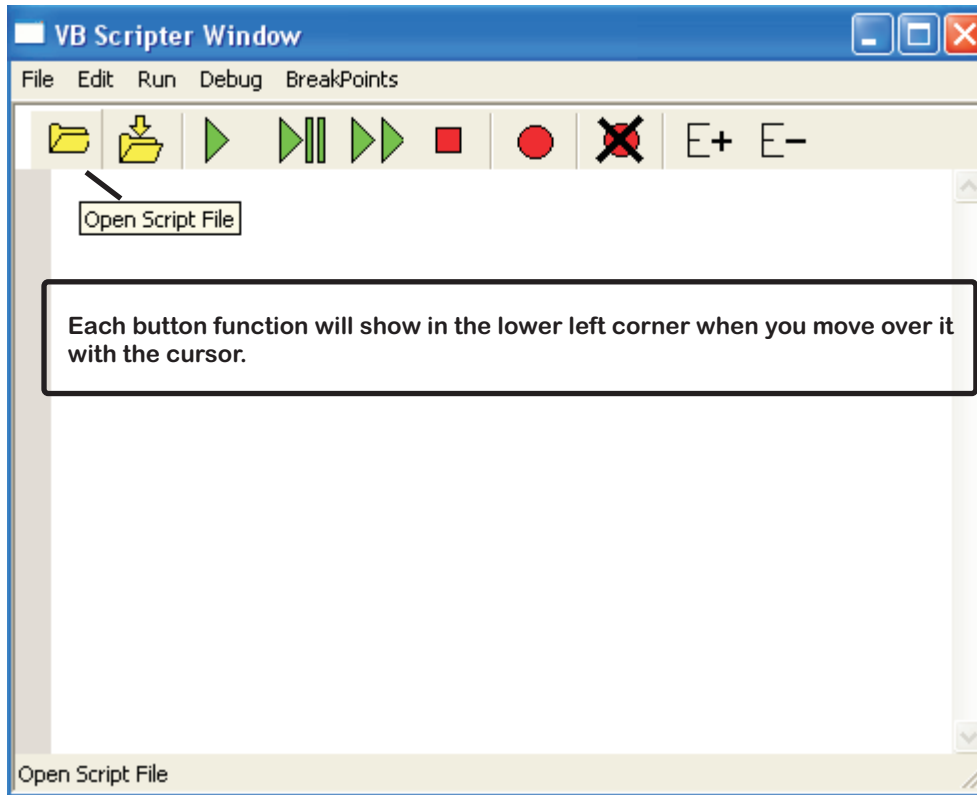 VB Scripter Window
File Edit Run Debug BreakPoints
E+ E−
Open Script File
Each button function will show in the lower left corner when you move over it
with the cursor.
Open Script File